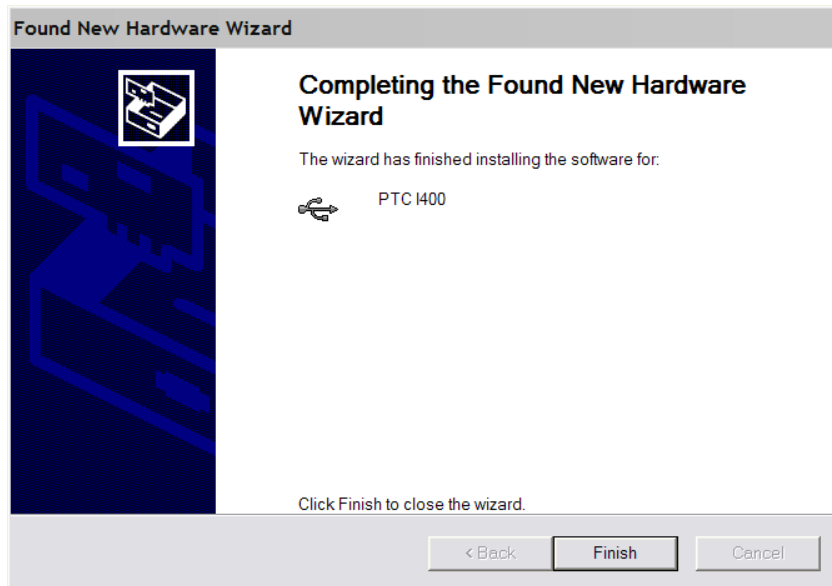 Found New Hardware Wizard
Completing the Found New Hardware
Wizard
The wizard has finished installing the software for:
PTC I400
Click Finish to close the wizard.
< Back
Finish
Cancel